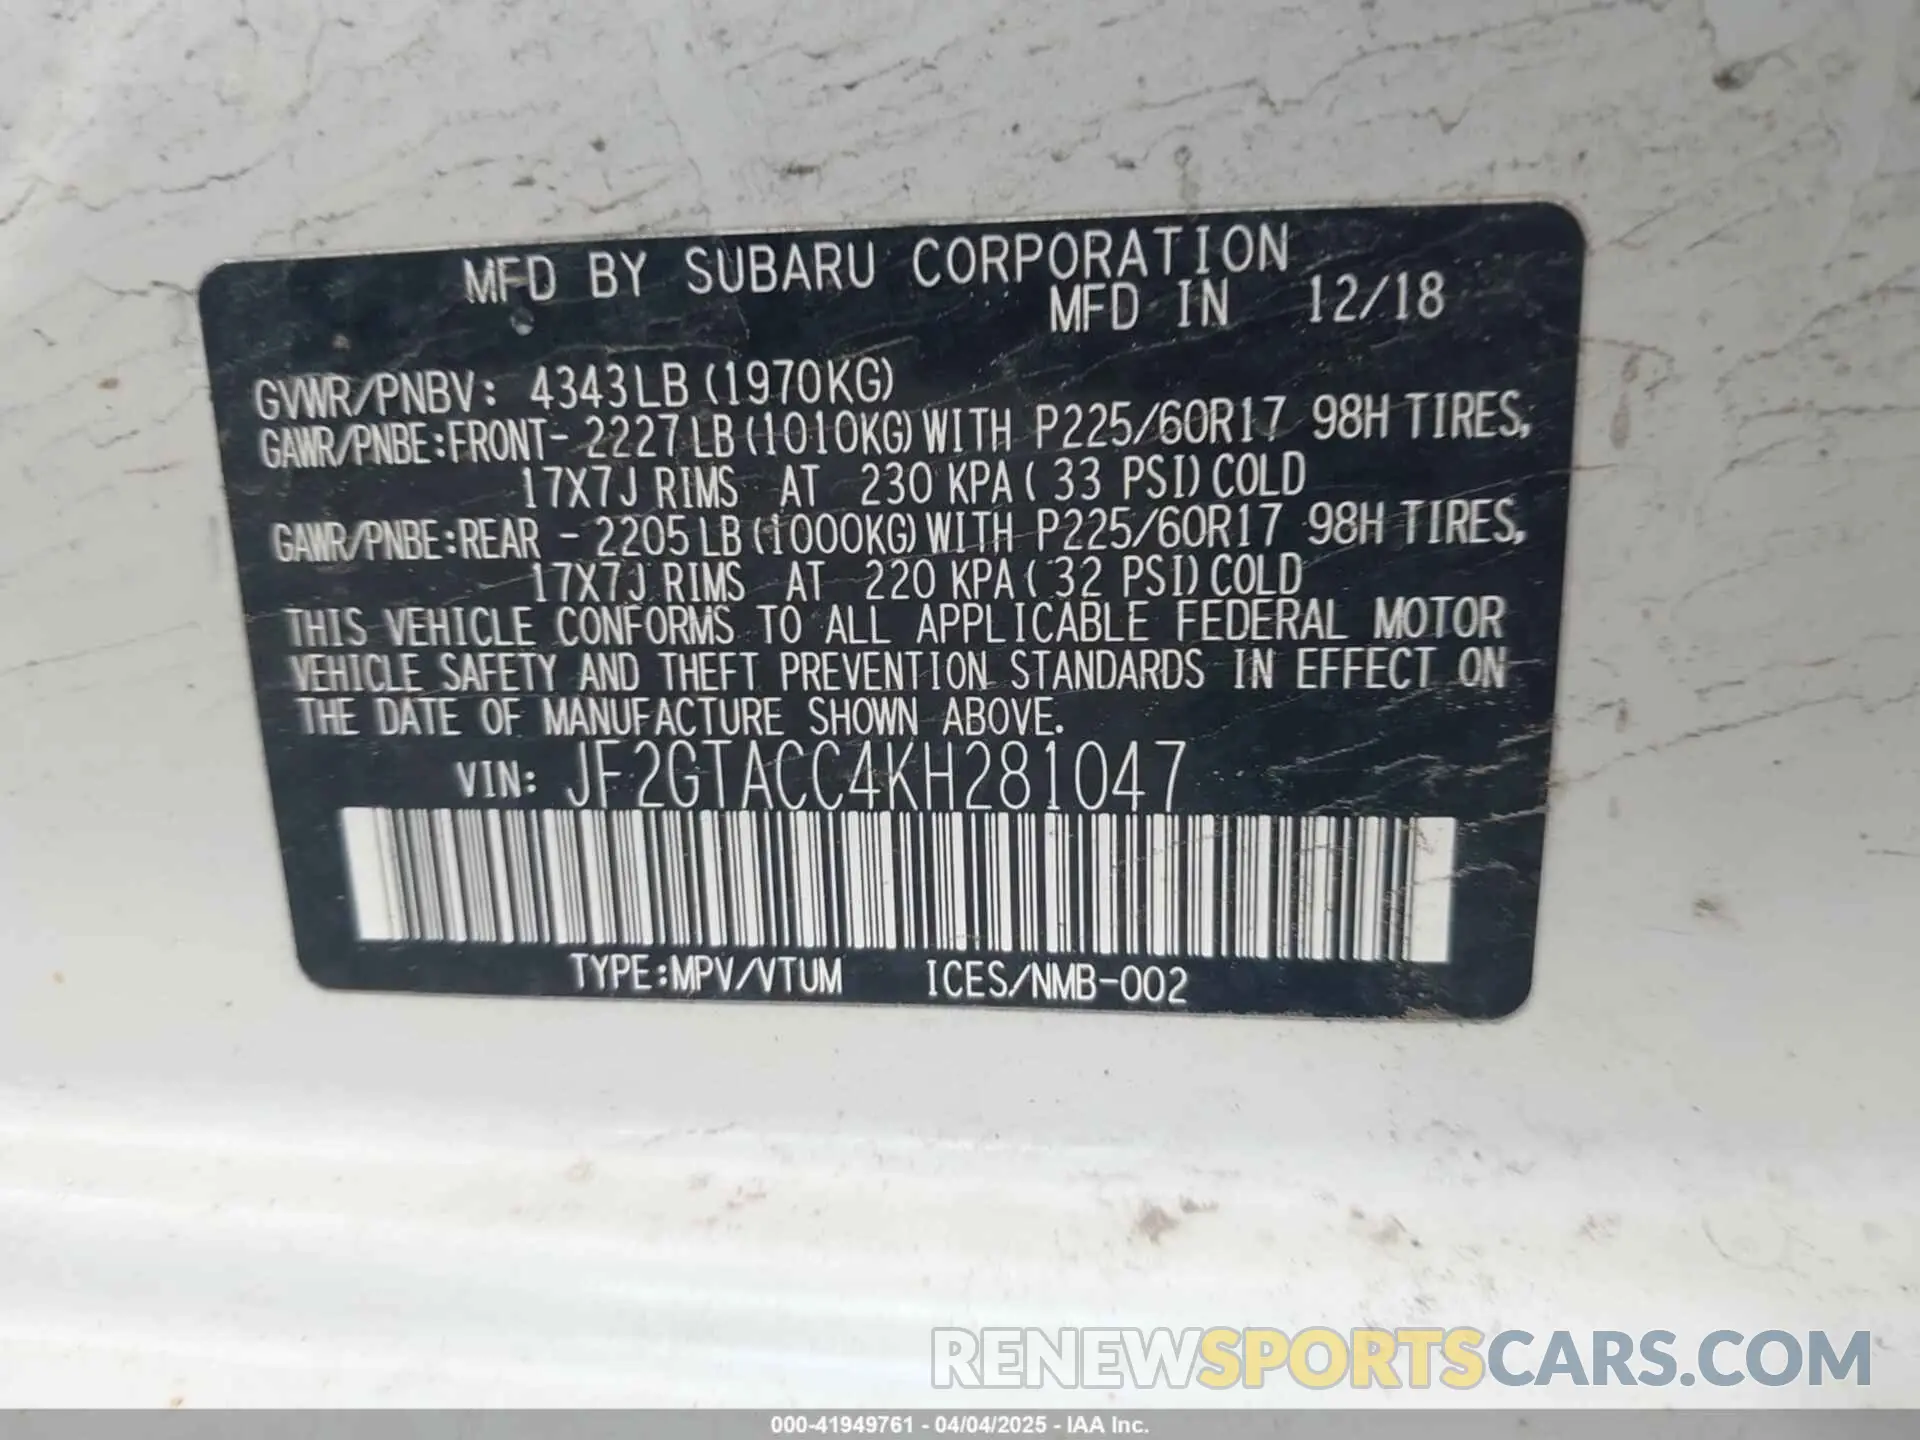 MFD BY SUBARU CORPORATION
MFD IN 12/18
GVWR/PNBV: 4343LB(1970KG)
GAWR/PNBE:FRONT- 2227LB(1010KG)WITH P225/60R17 98H TIRES,
17X7J RIMS AT 230 KPA( 33 PSI)COLD
GAWR/PNBE:REAR - 2205LB(1000KG)WITH P225/60R17 98H TIRES,
17X7J RIMS AT 220 KPA( 32 PSI)COLD
THIS VEHICLE CONFORMS TO ALL APPLICABLE FEDERAL MOTOR
VEHICLE SAFETY AND THEFT PREVENTION STANDARDS IN EFFECT ON
THE DATE OF MANUFACTURE SHOWN ABOVE.
VIN: JF2GTACC4KH281047
TYPE:MPV/VTUM ICES/NMB-002
RENEWSPORTSCARS.COM
000-41949761 - 04/04/2025 - IAA Inc.